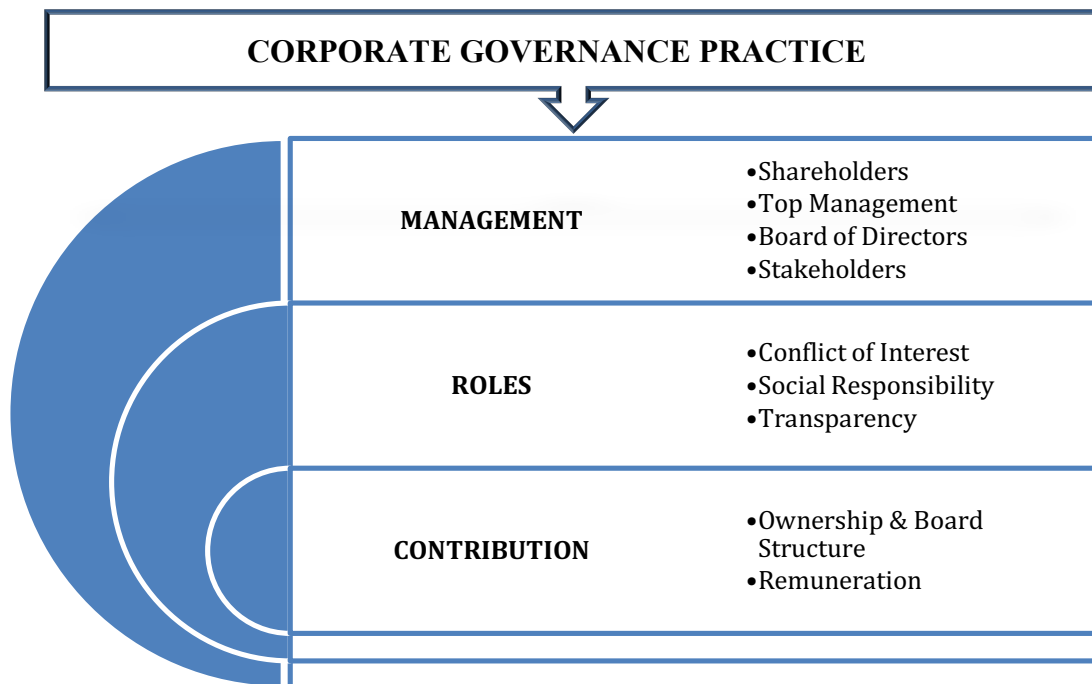 CORPORATE GOVERNANCE PRACTICE
MANAGEMENT
•Shareholders
•Top Management
•Board of Directors
•Stakeholders
ROLES
•Conflict of Interest
•Social Responsibility
•Transparency
CONTRIBUTION
•Ownership & Board
Structure
•Remuneration